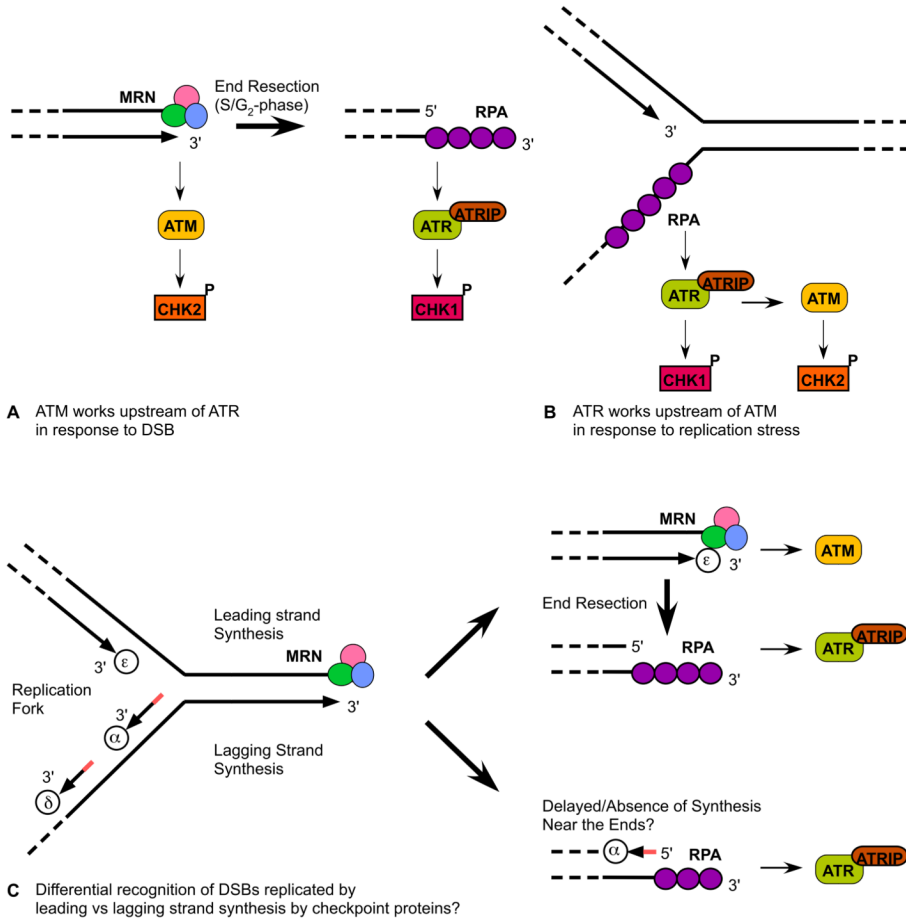 MRN
End Resection
(S/G2-phase)
3'
ATM
P
CHK2
5'
RPA
3'
ATR
ATRIP
P
CHK1
A ATM works upstream of ATR
in response to DSB
B
3'
RPA
ATR
ATRIP
ATM
P
CHK1
P
CHK2
B ATR works upstream of ATM
in response to replication stress
Leading strand
Synthesis
MRN
3'
ε
Replication
Fork
3'
α
3'
δ
3'
Lagging Strand
Synthesis
MRN
ε
3'
ATM
End Resection
5'
RPA
3'
ATR
ATRIP
Delayed/Absence of Synthesis
Near the Ends?
α
5'
RPA
3'
ATR
ATRIP
C Differential recognition of DSBs replicated by
leading vs lagging strand synthesis by checkpoint proteins?